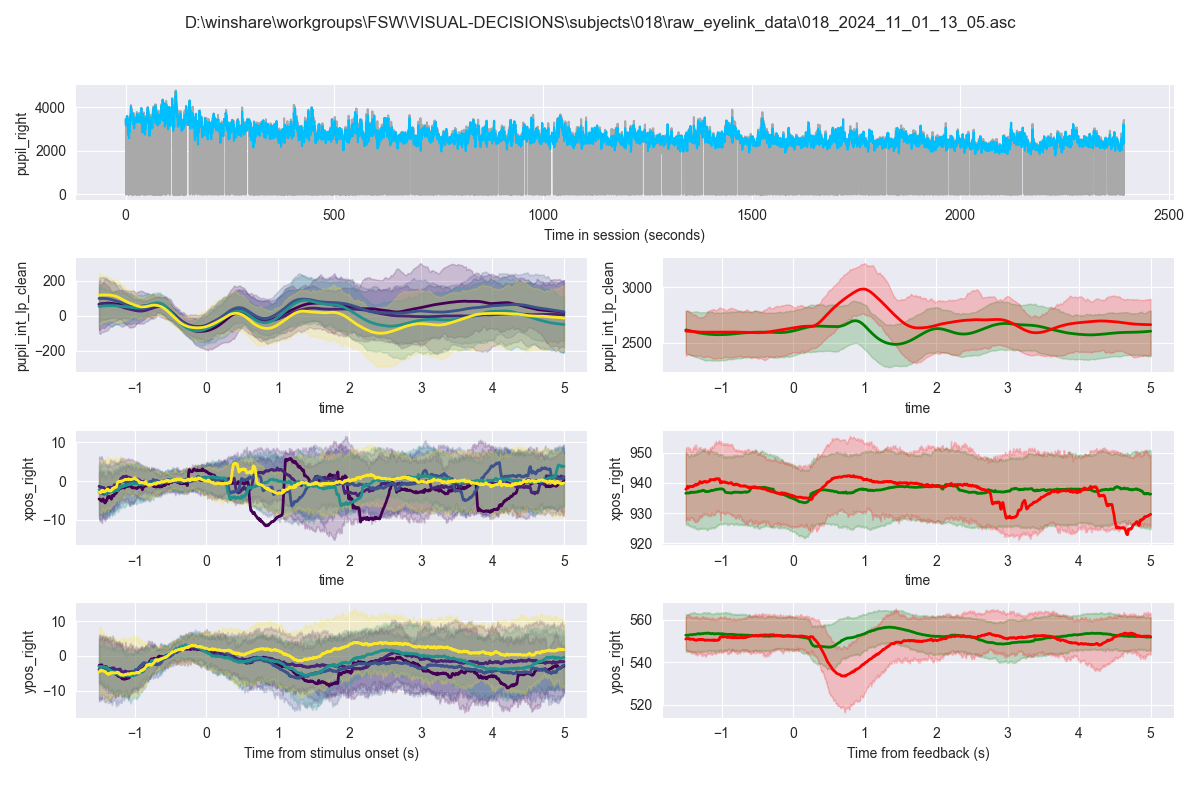 D:\winshare\workgroups\FSW\VISUAL-DECISIONS\subjects\018\raw_eyelink_data\018_2024_11_01_13_05.asc
pupil_right
4000
2000
0
0 500 1000 1500 2000 2500
Time in session (seconds)
pupil_int_lp_clean
200
0
−200
−1 0 1 2 3 4 5
time
pupil_int_lp_clean
3000
2500
−1 0 1 2 3 4 5
time
xpos_right
10
0
−10
−1 0 1 2 3 4 5
time
xpos_right
950
940
930
920
−1 0 1 2 3 4 5
time
ypos_right
10
0
−10
−1 0 1 2 3 4 5
Time from stimulus onset (s)
ypos_right
560
540
520
−1 0 1 2 3 4 5
Time from feedback (s)